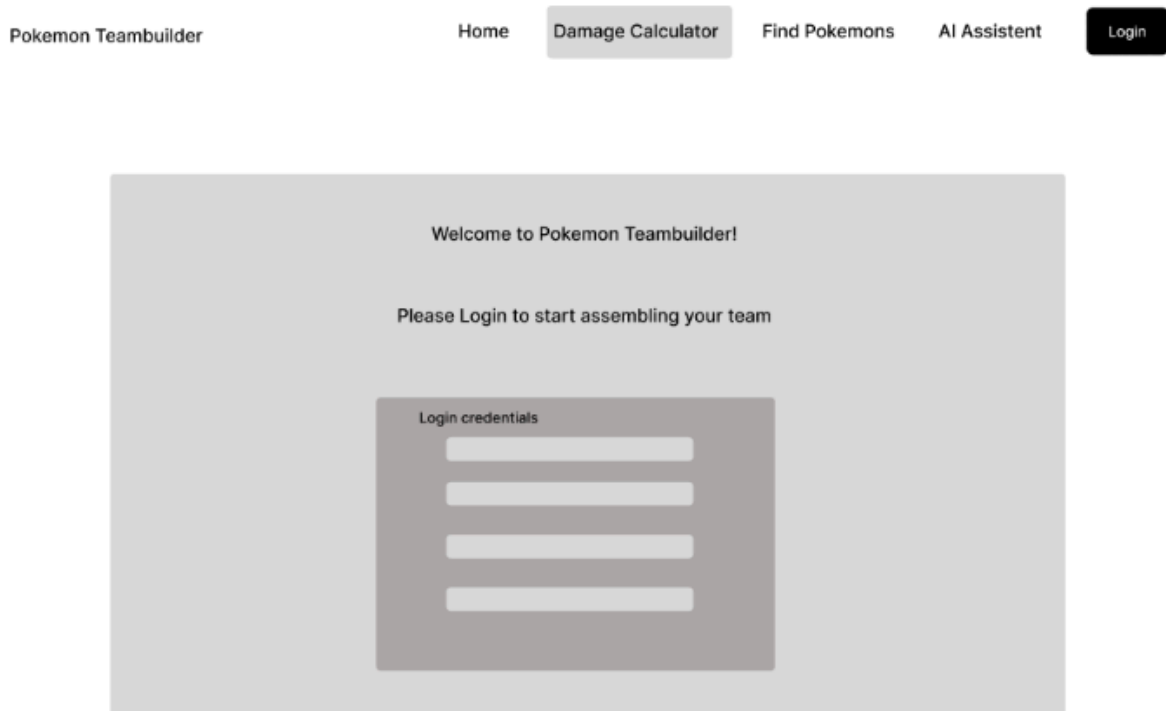 Pokemon Teambuilder
Home
Damage Calculator
Find Pokemons
AI Assistent
Login
Welcome to Pokemon Teambuilder!
Please Login to start assembling your team
Login credentials